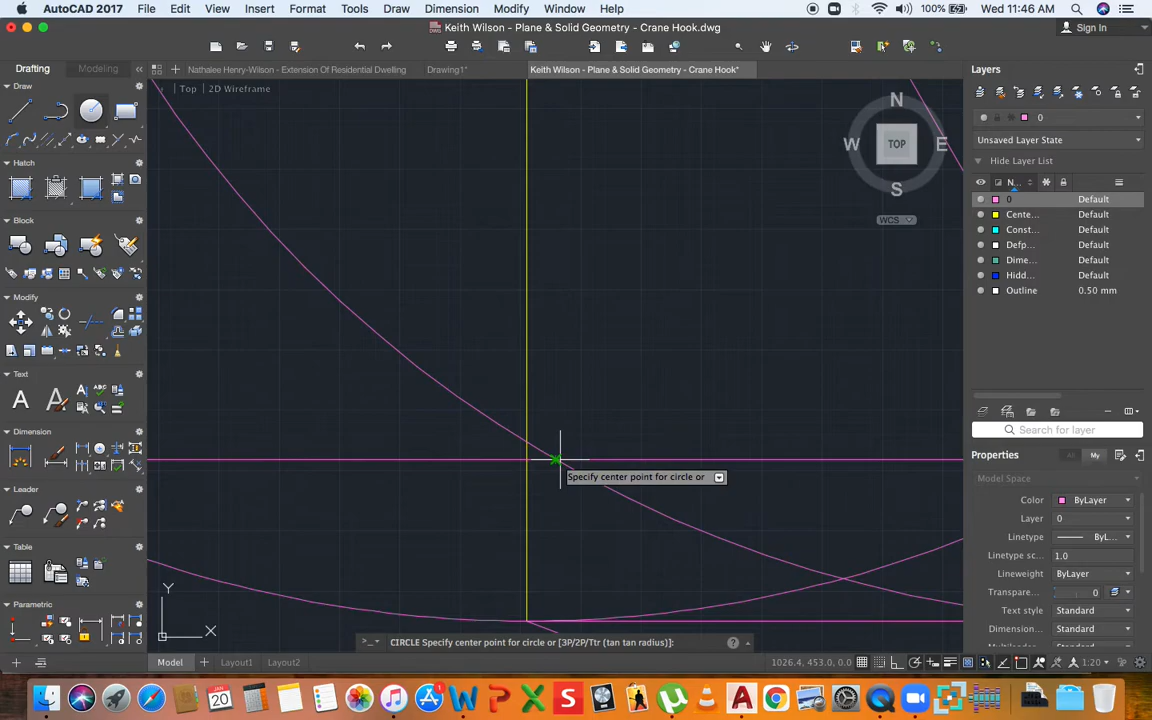 AutoCAD 2017 File Edit View Insert Format Tools Draw Dimension Modify Window Help 100% Wed 11:46 AM
Keith Wilson - Plane & Solid Geometry - Crane Hook.dwg
Sign In
Drafting Modeling
Nathalee Henry-Wilson - Extension Of Residential Dwelling Drawing1* Keith Wilson - Plane & Solid Geometry - Crane Hook*
Layers
Draw
Top 2D Wireframe
N
W TOP E
S
WCS
0
Unsaved Layer State
Hide Layer List
N...
0 Default
Cente... Default
Const... Default
Defp... Default
Dime... Default
Hidd... Default
Outline 0.50 mm
Hatch
Block
Modify
Text
A A
Dimension
Leader
Table
Parametric
Specify center point for circle or
Search for layer
Properties All My
Model Space
Color ByLayer
Layer 0
Linetype ByL...
Linetype sc... 1.0
Lineweight ByLayer
Transpare... 0
Text style Standard
Dimension... Standard
Y
X
>_ CIRCLE Specify center point for circle or [3P/2P/Ttr (tan tan radius)]:
Model Layout1 Layout2 1026.4, 453.0, 0.0 1:20
JAN
20